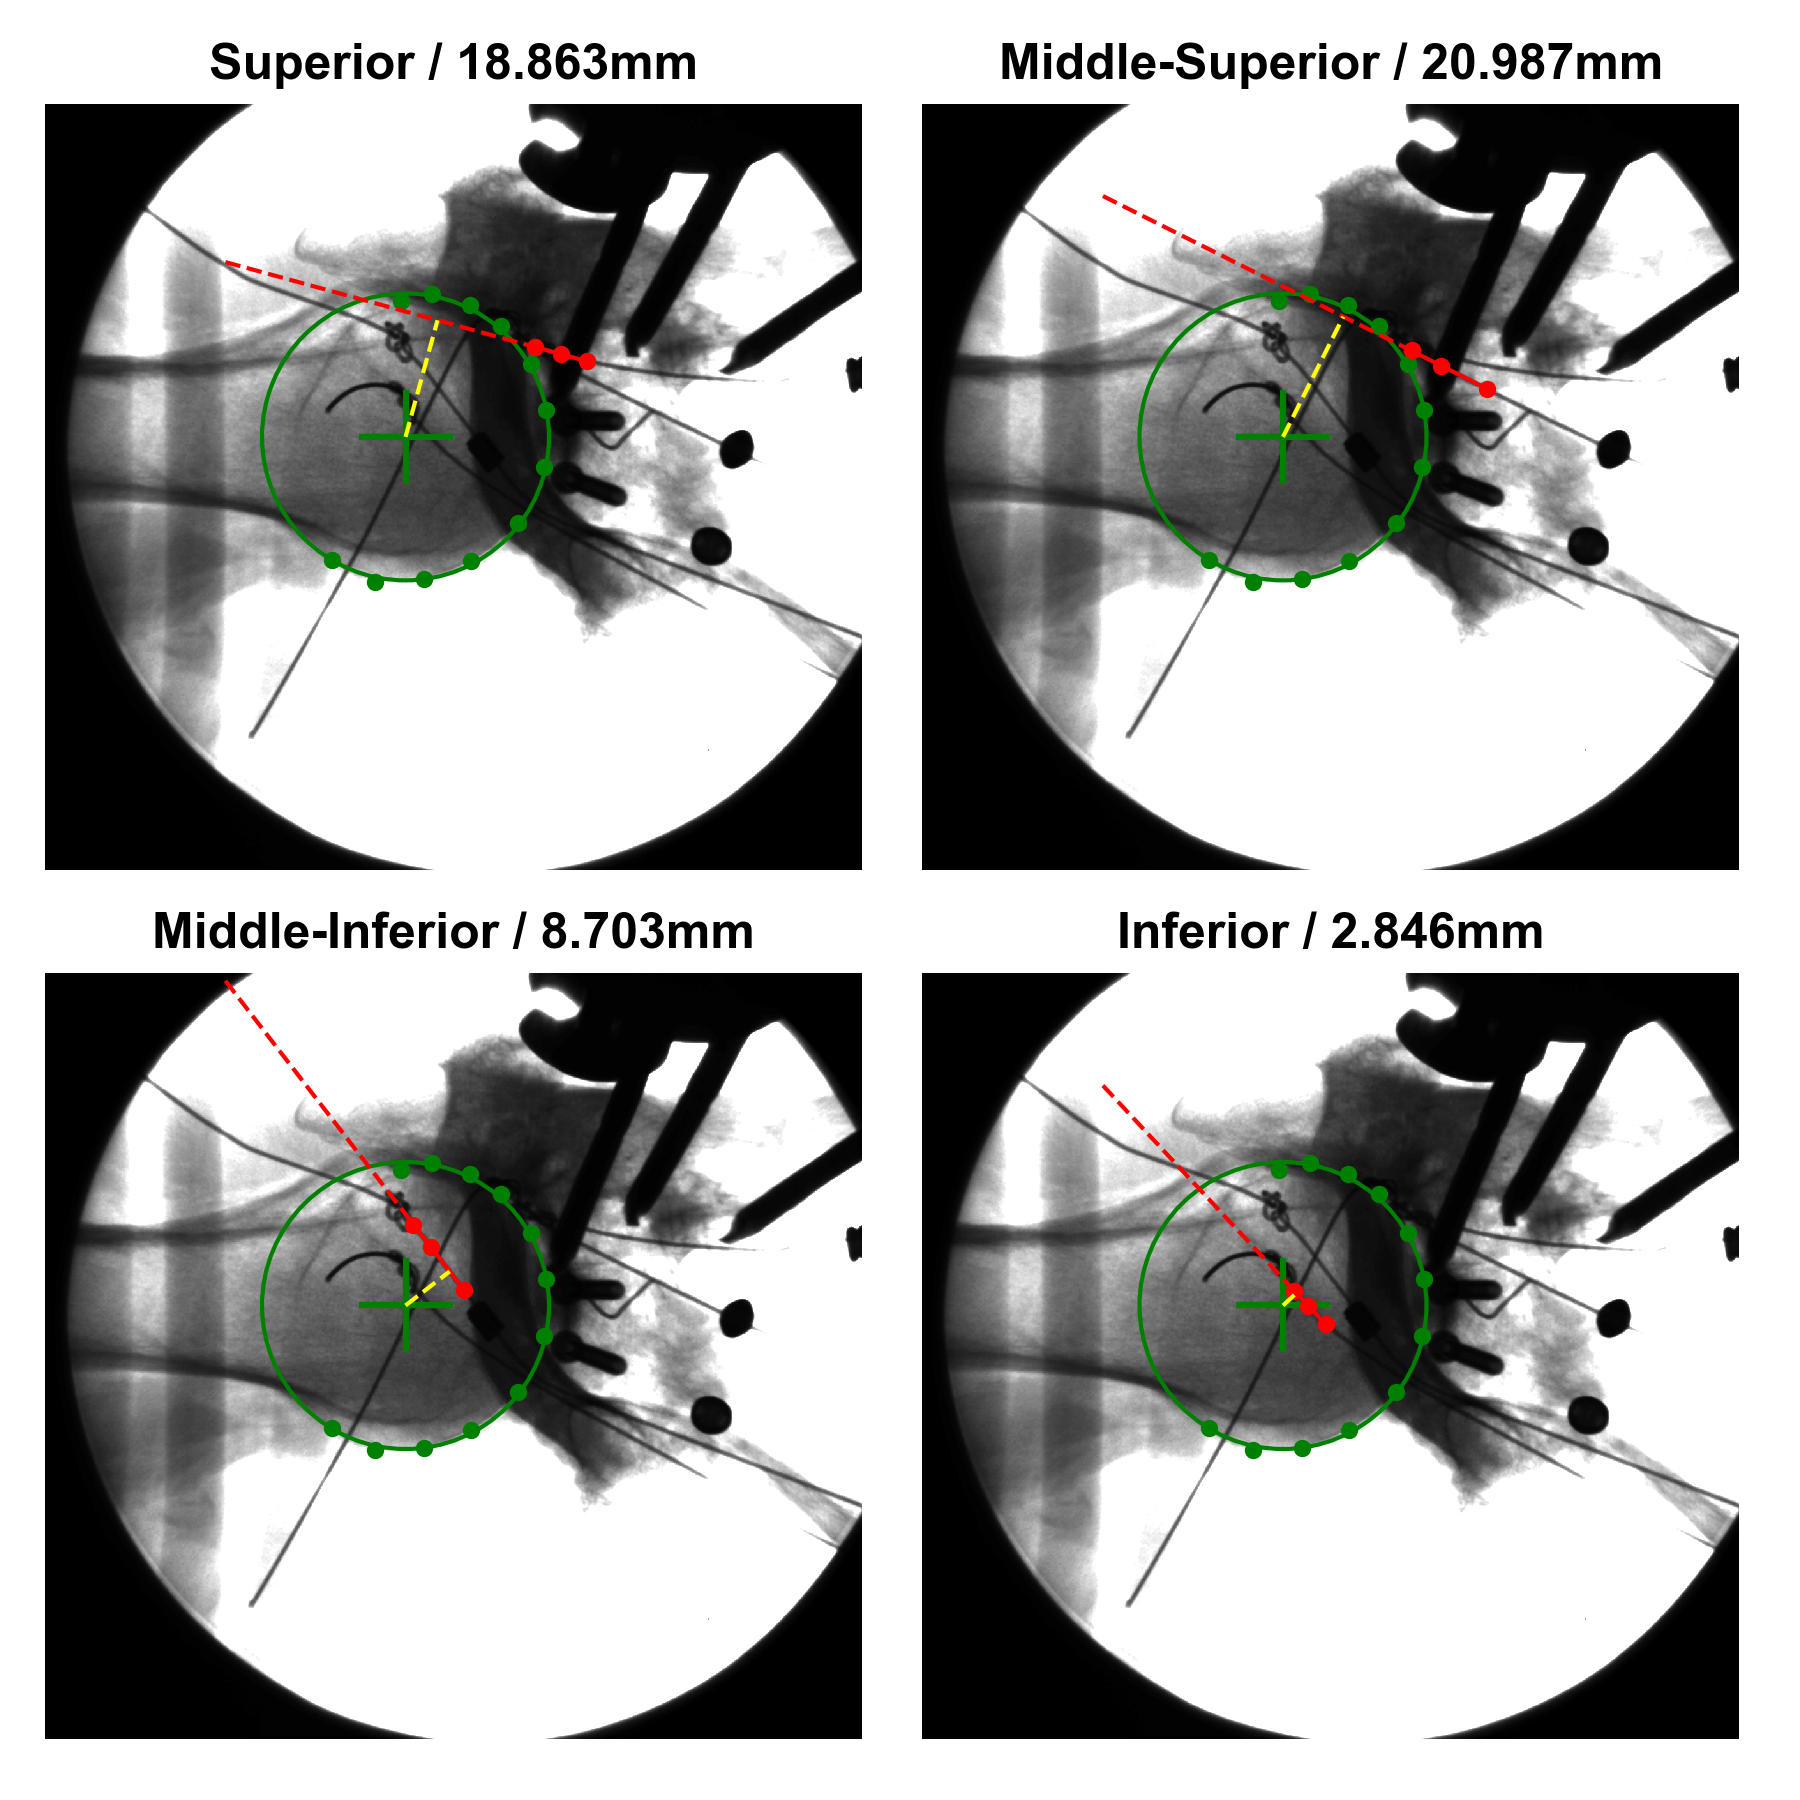 Superior / 18.863mm
Middle-Superior / 20.987mm
Middle-Inferior / 8.703mm
Inferior / 2.846mm